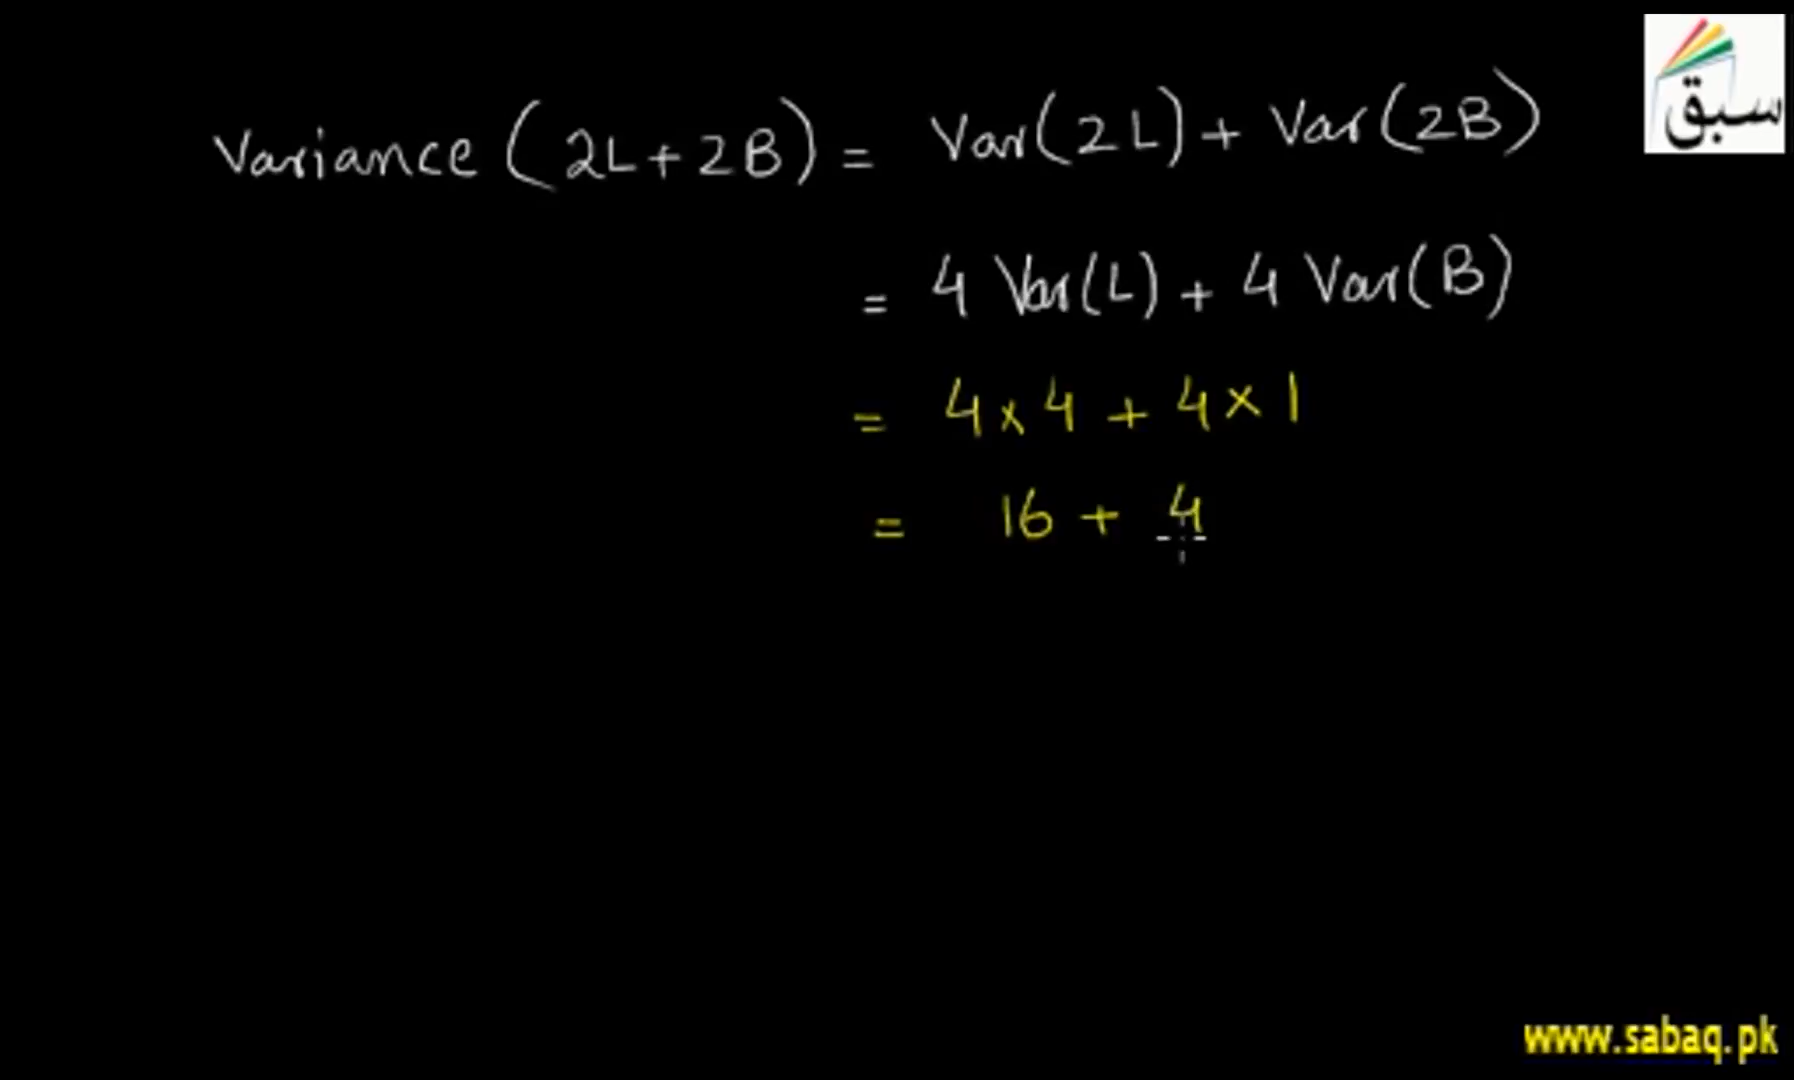 سبق
Variance (2L+2B) = Var(2L) + Var(2B)
= 4 Var(L) + 4 Var(B)
= 4 x 4 + 4 x 1
= 16 + 4
www.sabaq.pk